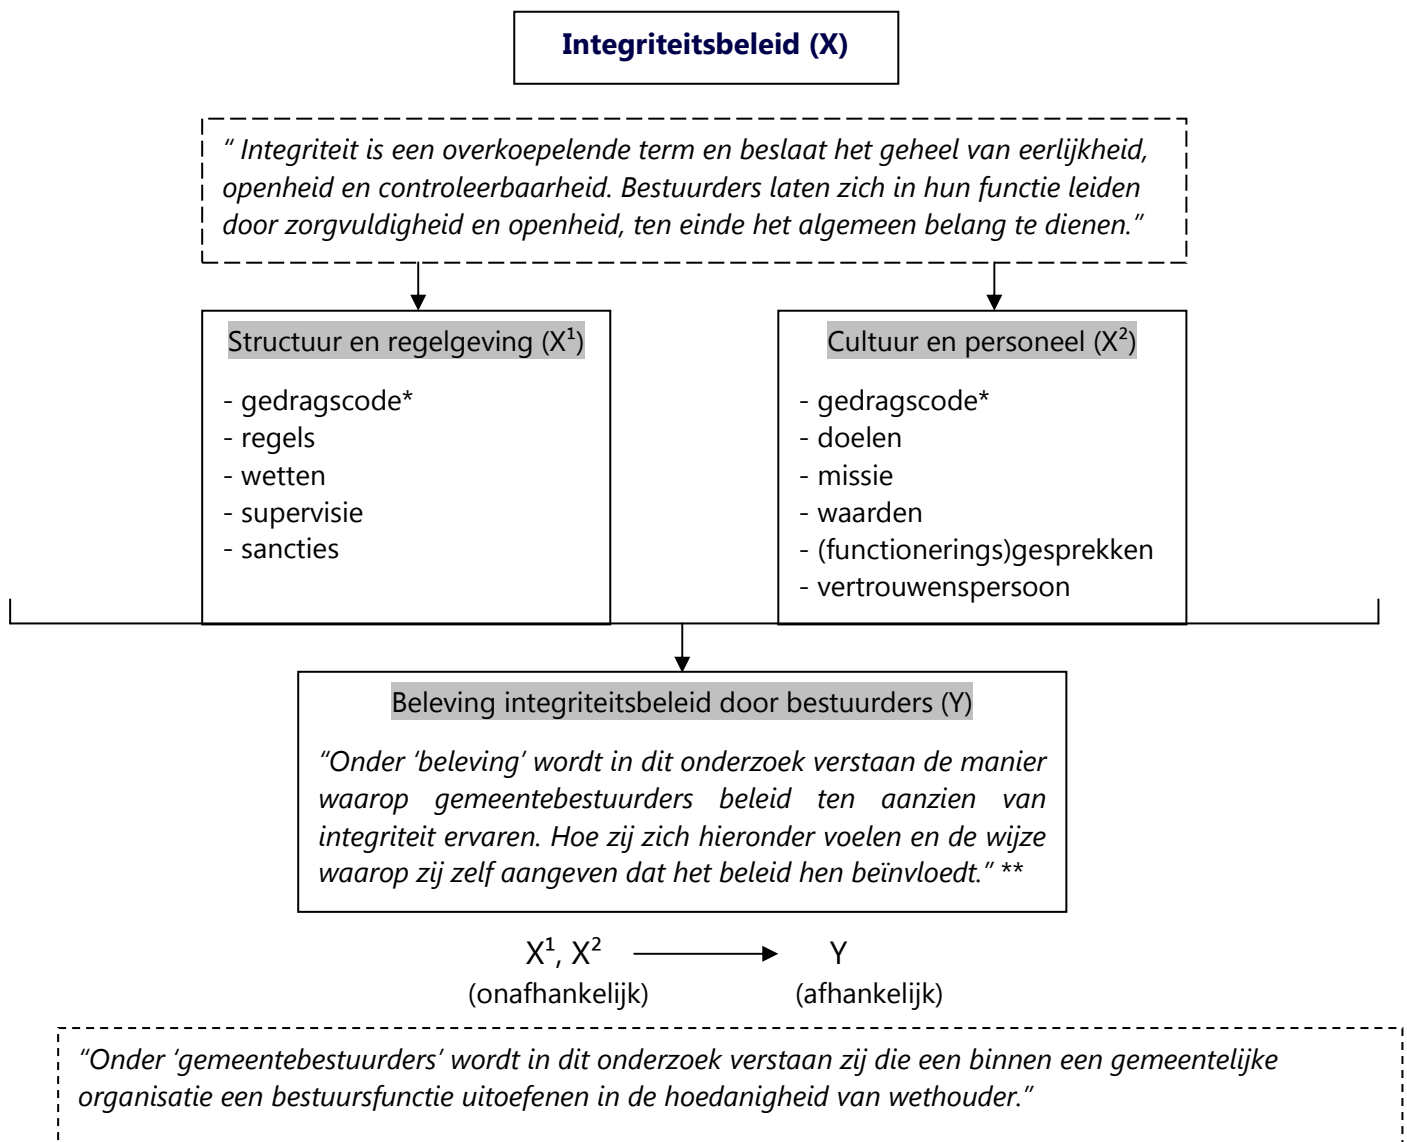 Integriteitsbeleid (X)
“ Integriteit is een overkoepelende term en beslaat het geheel van eerlijkheid,
openheid en controleerbaarheid. Bestuurders laten zich in hun functie leiden
door zorgvuldigheid en openheid, ten einde het algemeen belang te dienen.”
Structuur en regelgeving (X¹)
- gedragscode*
- regels
- wetten
- supervisie
- sancties
Cultuur en personeel (X²)
- gedragscode*
- doelen
- missie
- waarden
- (functionerings)gesprekken
- vertrouwenspersoon
Beleving integriteitsbeleid door bestuurders (Y)
“Onder ‘beleving’ wordt in dit onderzoek verstaan de manier
waarop gemeentebestuurders beleid ten aanzien van
integriteit ervaren. Hoe zij zich hieronder voelen en de wijze
waarop zij zelf aangeven dat het beleid hen beïnvloedt.” **
X¹, X² Y
(onafhankelijk) (afhankelijk)
“Onder ‘gemeentebestuurders’ wordt in dit onderzoek verstaan zij die een binnen een gemeentelijke
organisatie een bestuursfunctie uitoefenen in de hoedanigheid van wethouder.”